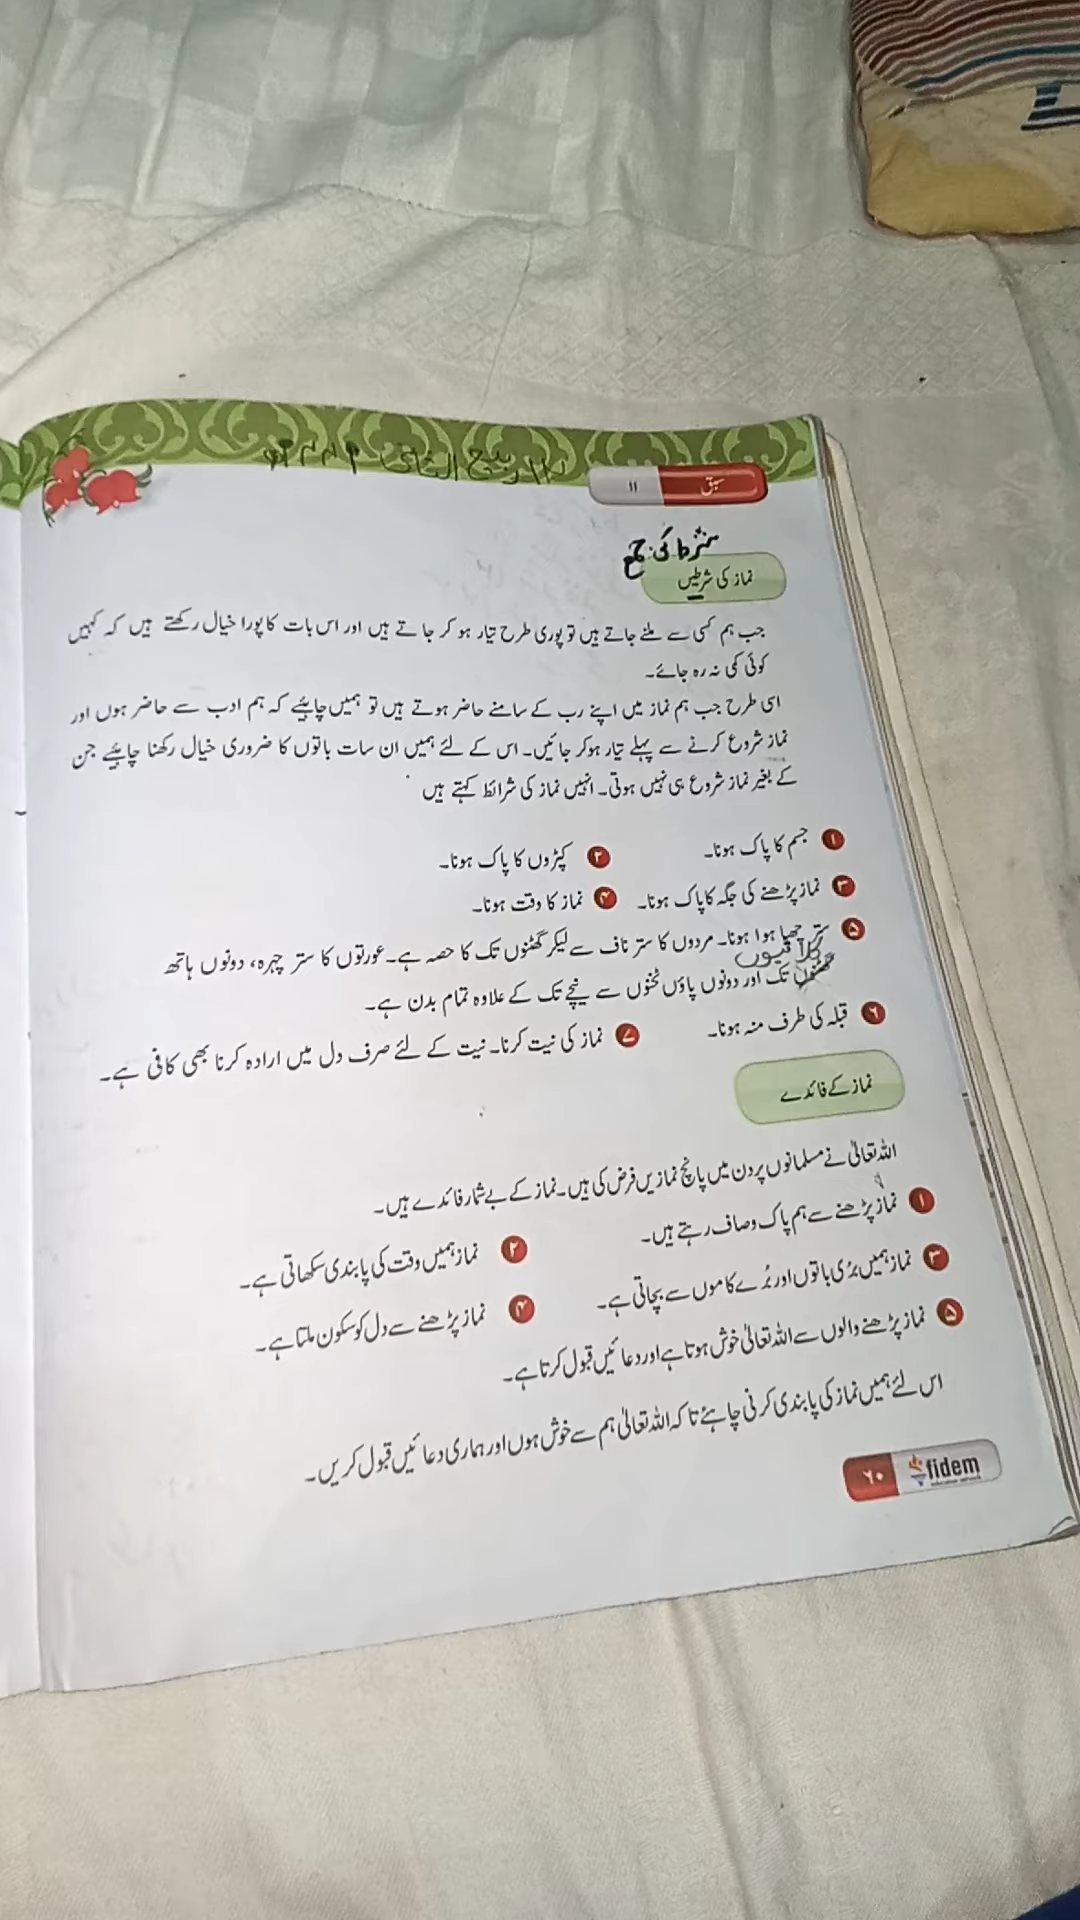 ۱۱ ربیع الثانی
سبق ۱۱
شرط کی جمع
نماز کی شرطیں
جب ہم کسی سے ملنے جاتے ہیں تو پوری طرح تیار ہو کر جاتے ہیں اور اس بات کا پورا خیال رکھتے ہیں کہ کہیں
کوئی کمی نہ رہ جائے۔
اسی طرح جب ہم نماز میں اپنے رب کے سامنے حاضر ہوتے ہیں تو ہمیں چاہیئے کہ ہم ادب سے حاضر ہوں اور
نماز شروع کرنے سے پہلے تیار ہوکر جائیں۔ اس کے لئے ہمیں ان سات باتوں کا ضروری خیال رکھنا چاہیئے جن
کے بغیر نماز شروع ہی نہیں ہوتی۔ انہیں نماز کی شرائط کہتے ہیں
۱ جسم کا پاک ہونا۔ ۲ کپڑوں کا پاک ہونا۔
۳ نماز پڑھنے کی جگہ کا پاک ہونا۔ ۴ نماز کا وقت ہونا۔
۵ ستر چھپا ہوا ہونا۔ مردوں کا ستر ناف سے لیکر گھٹنوں تک کا حصہ ہے۔ عورتوں کا ستر چہرہ، دونوں ہاتھ
کلائیوں
گھٹنوں تک اور دونوں پاؤں ٹخنوں سے نیچے تک کے علاوہ تمام بدن ہے۔
۶ قبلہ کی طرف منہ ہونا۔ ۷ نماز کی نیت کرنا۔ نیت کے لئے صرف دل میں ارادہ کرنا بھی کافی ہے۔
نماز کے فائدے
اللہ تعالیٰ نے مسلمانوں پر دن میں پانچ نمازیں فرض کی ہیں۔ نماز کے بے شمار فائدے ہیں۔
۱ نماز پڑھنے سے ہم پاک و صاف رہتے ہیں۔ ۲ نماز ہمیں وقت کی پابندی سکھاتی ہے۔
۳ نماز ہمیں بُری باتوں اور بُرے کاموں سے بچاتی ہے۔ ۴ نماز پڑھنے سے دل کو سکون ملتا ہے۔
۵ نماز پڑھنے والوں سے اللہ تعالیٰ خوش ہوتا ہے اور دعائیں قبول کرتا ہے۔
اس لئے ہمیں نماز کی پابندی کرنی چاہئے تاکہ اللہ تعالیٰ ہم سے خوش ہوں اور ہماری دعائیں قبول کریں۔
۶۰ fidem